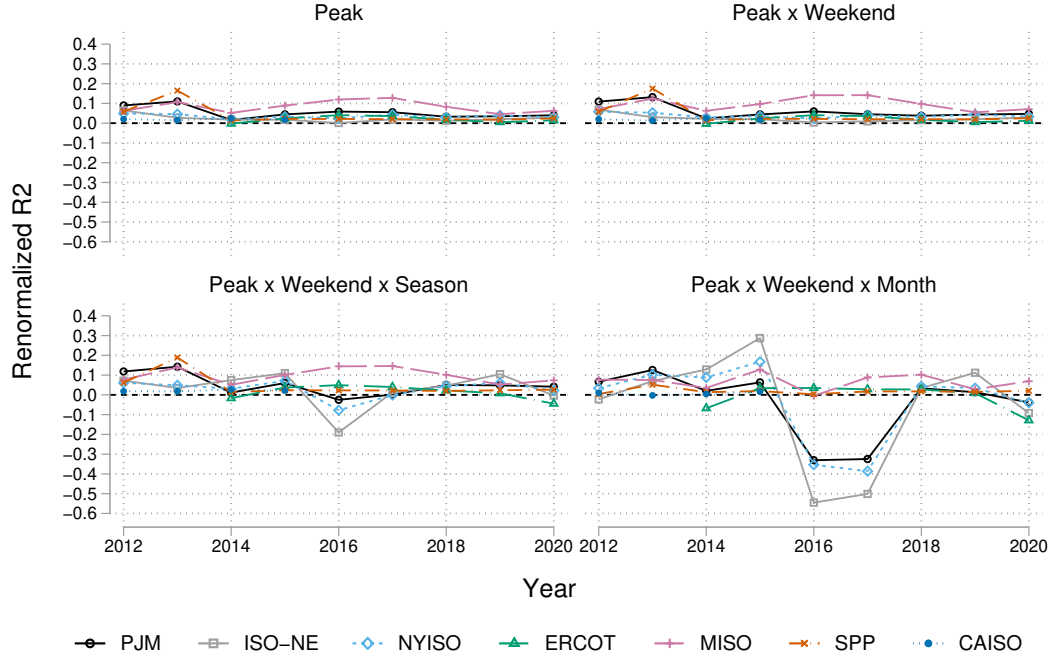 Peak
Peak x Weekend
0.4
0.3
0.2
0.1
0.0
−0.1
−0.2
−0.3
−0.4
−0.5
−0.6
Renormalized R2
Peak x Weekend x Season
Peak x Weekend x Month
0.4
0.3
0.2
0.1
0.0
−0.1
−0.2
−0.3
−0.4
−0.5
−0.6
2012 2014 2016 2018 2020
2012 2014 2016 2018 2020
Year
PJM ISO−NE NYISO ERCOT MISO SPP CAISO